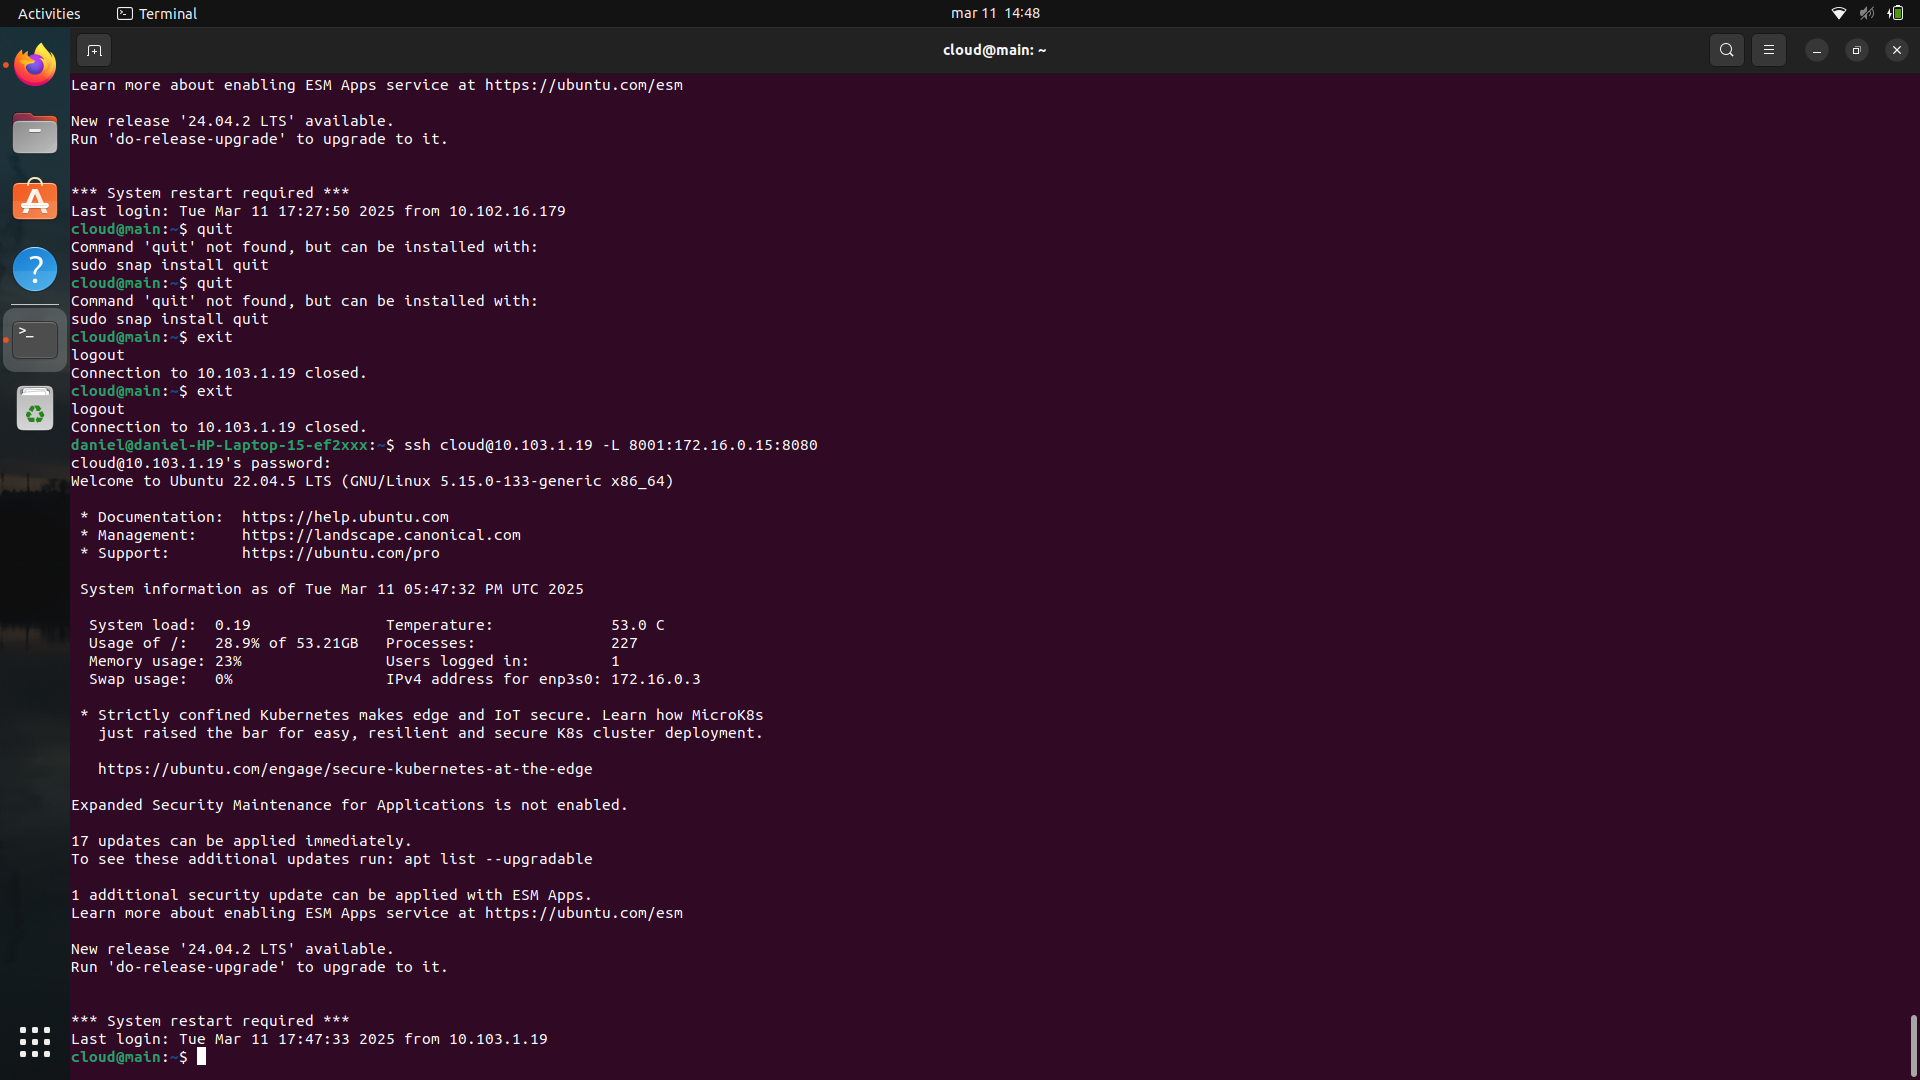 Activities
Terminal
mar 11 14:48
cloud@main: ~
Learn more about enabling ESM Apps service at https://ubuntu.com/esm
New release '24.04.2 LTS' available.
Run 'do-release-upgrade' to upgrade to it.
*** System restart required ***
Last login: Tue Mar 11 17:27:50 2025 from 10.102.16.179
cloud@main:~$ quit
Command 'quit' not found, but can be installed with:
sudo snap install quit
cloud@main:~$ quit
Command 'quit' not found, but can be installed with:
sudo snap install quit
cloud@main:~$ exit
logout
Connection to 10.103.1.19 closed.
cloud@main:~$ exit
logout
Connection to 10.103.1.19 closed.
daniel@daniel-HP-Laptop-15-ef2xxx:~$ ssh cloud@10.103.1.19 -L 8001:172.16.0.15:8080
cloud@10.103.1.19's password:
Welcome to Ubuntu 22.04.5 LTS (GNU/Linux 5.15.0-133-generic x86_64)
* Documentation:  https://help.ubuntu.com
* Management:     https://landscape.canonical.com
* Support:        https://ubuntu.com/pro
System information as of Tue Mar 11 05:47:32 PM UTC 2025
System load:  0.19               Temperature:             53.0 C
Usage of /:   28.9% of 53.21GB   Processes:               227
Memory usage: 23%                Users logged in:         1
Swap usage:   0%                 IPv4 address for enp3s0: 172.16.0.3
* Strictly confined Kubernetes makes edge and IoT secure. Learn how MicroK8s
just raised the bar for easy, resilient and secure K8s cluster deployment.
https://ubuntu.com/engage/secure-kubernetes-at-the-edge
Expanded Security Maintenance for Applications is not enabled.
17 updates can be applied immediately.
To see these additional updates run: apt list --upgradable
1 additional security update can be applied with ESM Apps.
Learn more about enabling ESM Apps service at https://ubuntu.com/esm
New release '24.04.2 LTS' available.
Run 'do-release-upgrade' to upgrade to it.
*** System restart required ***
Last login: Tue Mar 11 17:47:33 2025 from 10.103.1.19
cloud@main:~$